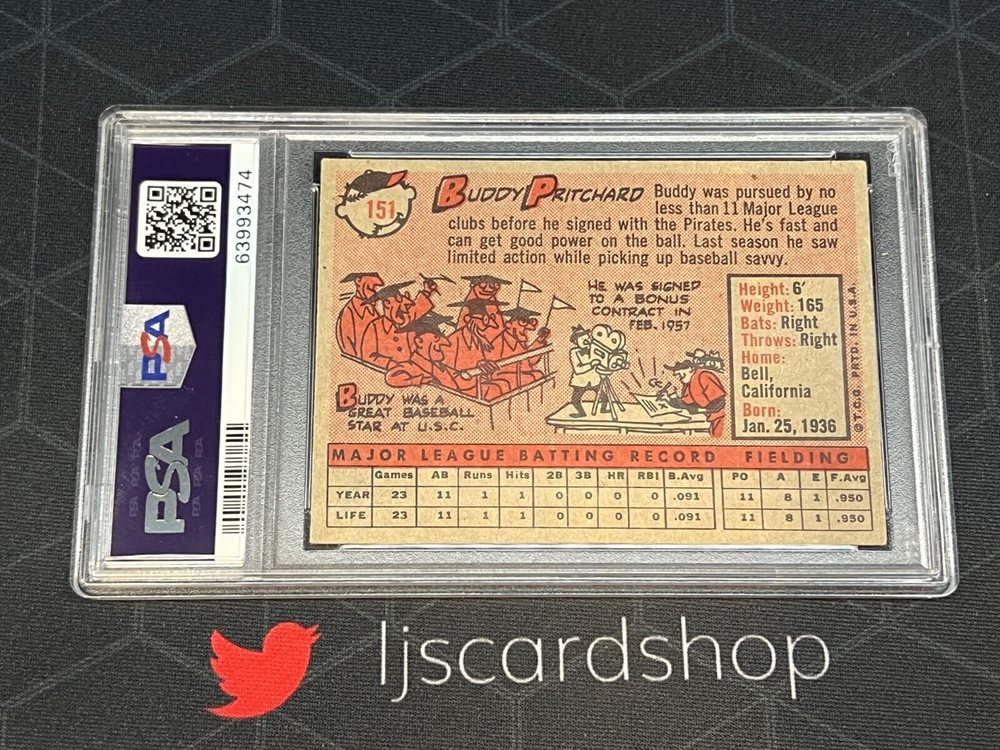 63993474
PSA
PSA
151
BUDDY PRITCHARD
Buddy was pursued by no
less than 11 Major League
clubs before he signed with the Pirates. He's fast and
can get good power on the ball. Last season he saw
limited action while picking up baseball savvy.
HE WAS SIGNED
TO A BONUS
CONTRACT IN
FEB. 1957
BUDDY WAS A
GREAT BASEBALL
STAR AT U.S.C.
Height: 6'
Weight: 165
Bats: Right
Throws: Right
Home:
Bell,
California
Born:
Jan. 25, 1936
© T.C.G. PRTD. IN U.S.A.
MAJOR LEAGUE BATTING RECORD FIELDING
Games AB Runs Hits 2B 3B HR RBI B.Avg PO A E F.Avg
YEAR 23 11 1 1 0 0 0 0 .091 11 8 1 .950
LIFE 23 11 1 1 0 0 0 0 .091 11 8 1 .950
ljscardshop